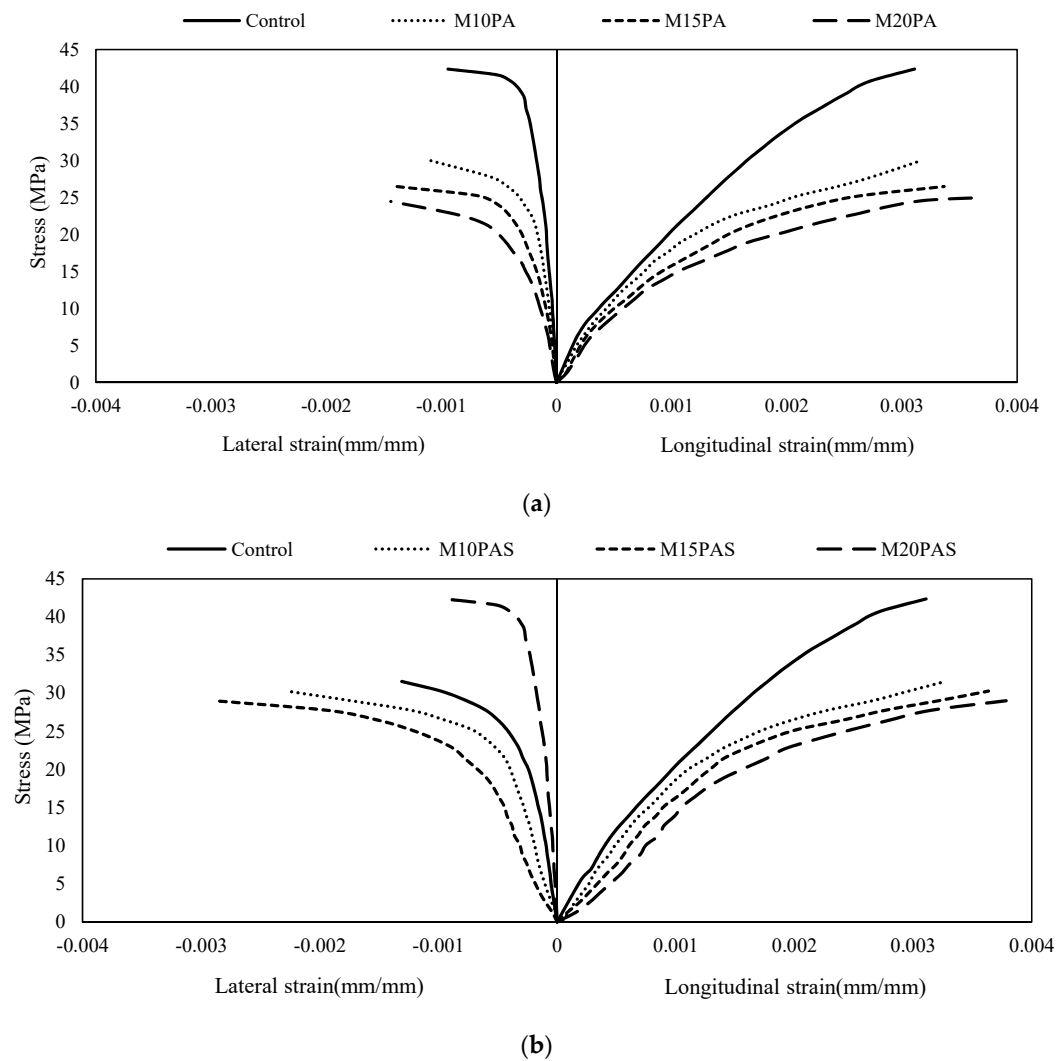 Control M10PA M15PA M20PA
45
40
35
30
25
20
15
10
5
0
Stress (MPa)
-0.004 -0.003 -0.002 -0.001 0 0.001 0.002 0.003 0.004
Lateral strain(mm/mm) Longitudinal strain(mm/mm)
(a)
Control M10PAS M15PAS M20PAS
45
40
35
30
25
20
15
10
5
0
Stress (MPa)
-0.004 -0.003 -0.002 -0.001 0 0.001 0.002 0.003 0.004
Lateral strain(mm/mm) Longitudinal strain(mm/mm)
(b)